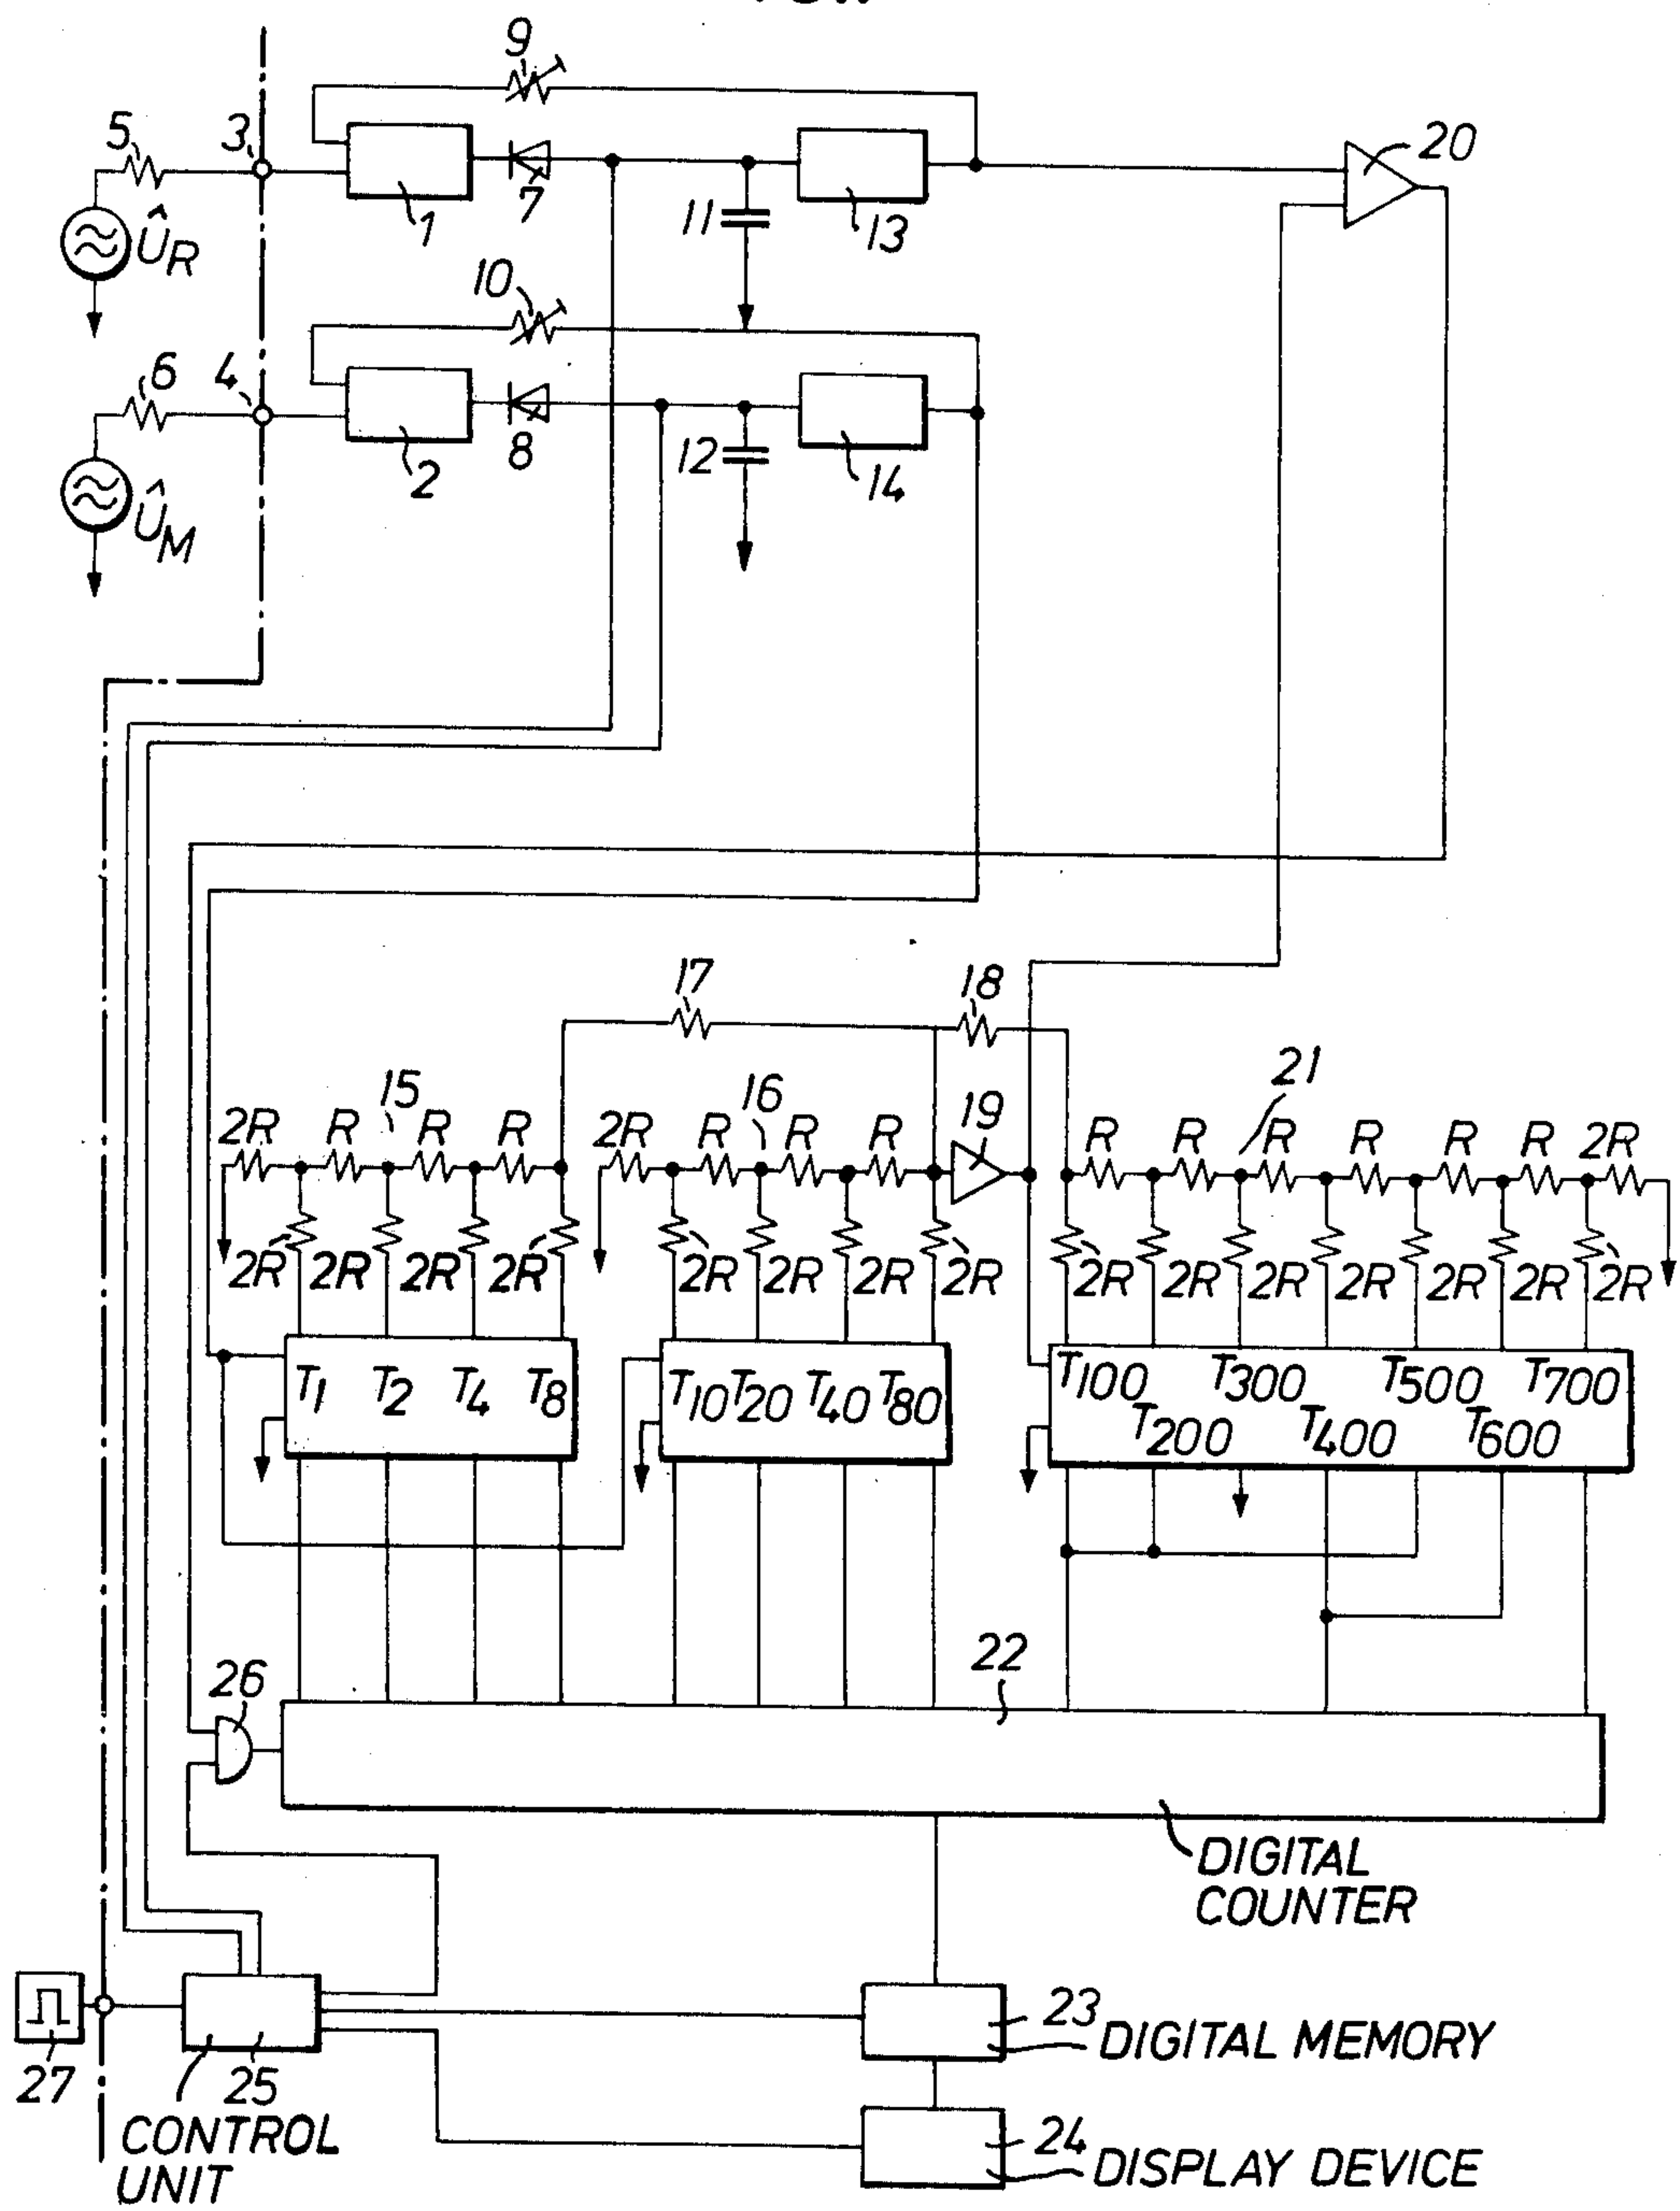 9
5
3
20
1
7
11
13
ÛR
10
6
4
2
8
12
14
ÛM
17
18
15
16
19
21
2R R R R
2R R R R
R R R R R R 2R
2R 2R 2R 2R
2R 2R 2R 2R
2R 2R 2R 2R 2R 2R 2R
T1 T2 T4 T8
T10 T20 T40 T80
T100 T300 T500 T700
T200 T400 T600
22
26
DIGITAL
COUNTER
23
DIGITAL MEMORY
27
25
CONTROL
UNIT
24
DISPLAY DEVICE